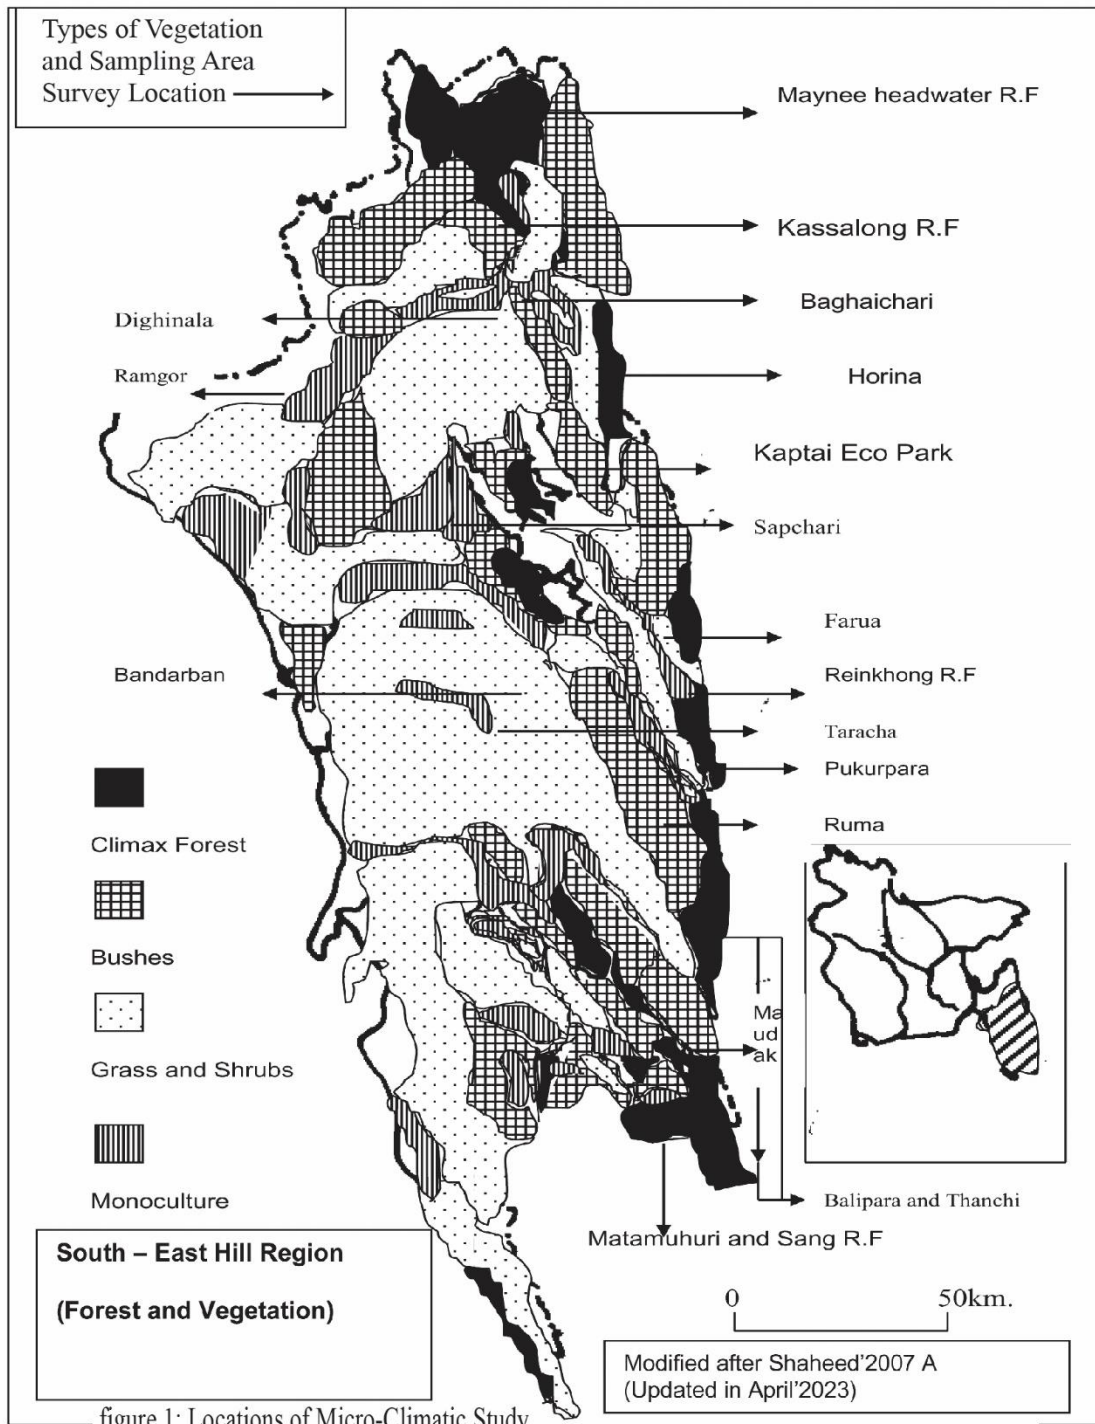 Types of Vegetation
and Sampling Area
Survey Location
Maynee headwater R.F
Kassalong R.F
Baghaichari
Dighinala
Ramgor
Horina
Kaptai Eco Park
Sapchari
Farua
Bandarban
Reinkhong R.F
Taracha
Pukurpara
Ruma
Climax Forest
Bushes
Grass and Shrubs
Monoculture
Ma
ud
ak
Balipara and Thanchi
Matamuhuri and Sang R.F
South – East Hill Region
(Forest and Vegetation)
0 50km.
Modified after Shaheed'2007 A
(Updated in April'2023)
figure 1: Locations of Micro-Climatic Study